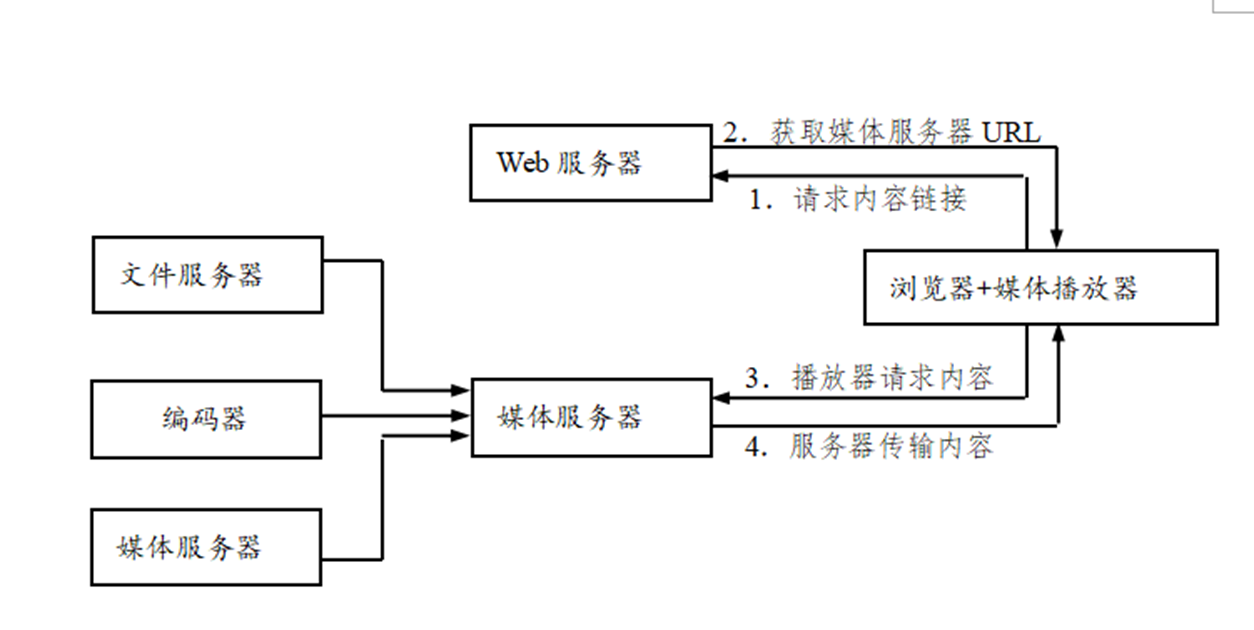 2．获取媒体服务器 URL
Web 服务器
1．请求内容链接
文件服务器
浏览器+媒体播放器
3．播放器请求内容
编码器
媒体服务器
4．服务器传输内容
媒体服务器